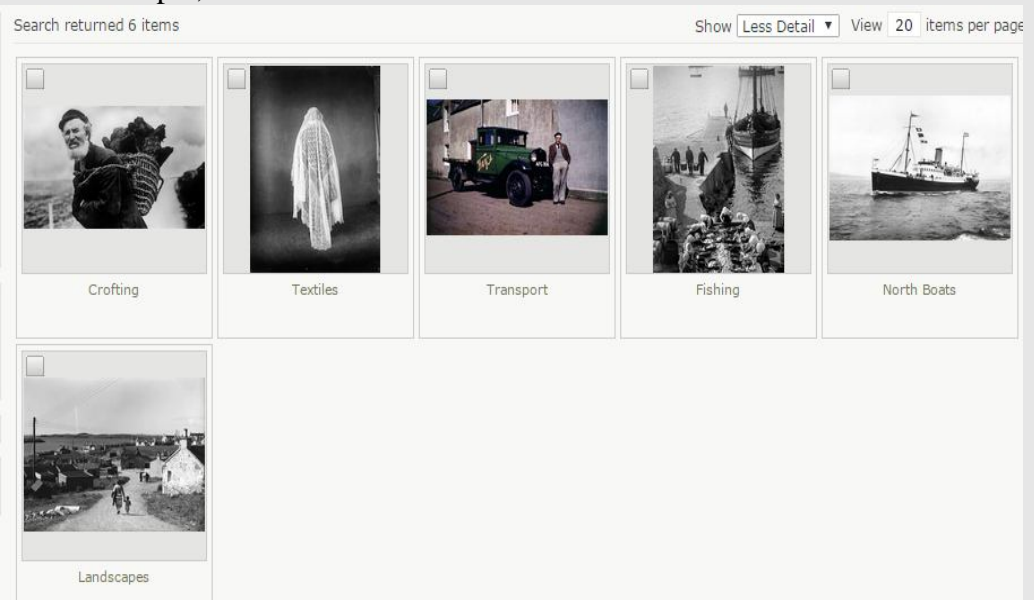 Search returned 6 items
Show Less Detail ▼ View 20 items per page
Crofting
Textiles
Transport
Fishing
North Boats
Landscapes